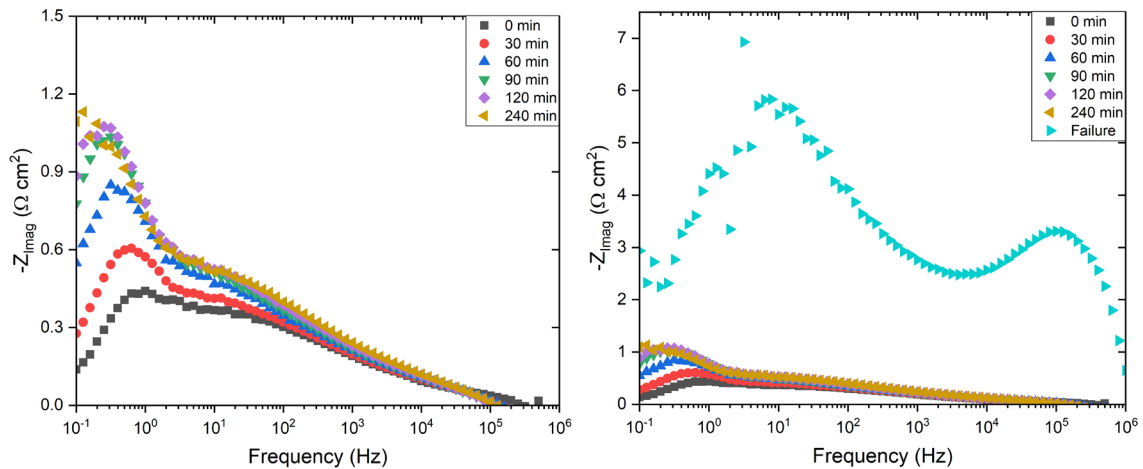 1.5
1.2
0.9
0.6
0.3
0.0
-Z_Imag (Ω cm²)
10⁻¹ 10⁰ 10¹ 10² 10³ 10⁴ 10⁵ 10⁶
Frequency (Hz)
0 min
30 min
60 min
90 min
120 min
240 min
7
6
5
4
3
2
1
0
-Z_Imag (Ω cm²)
10⁻¹ 10⁰ 10¹ 10² 10³ 10⁴ 10⁵ 10⁶
Frequency (Hz)
0 min
30 min
60 min
90 min
120 min
240 min
Failure